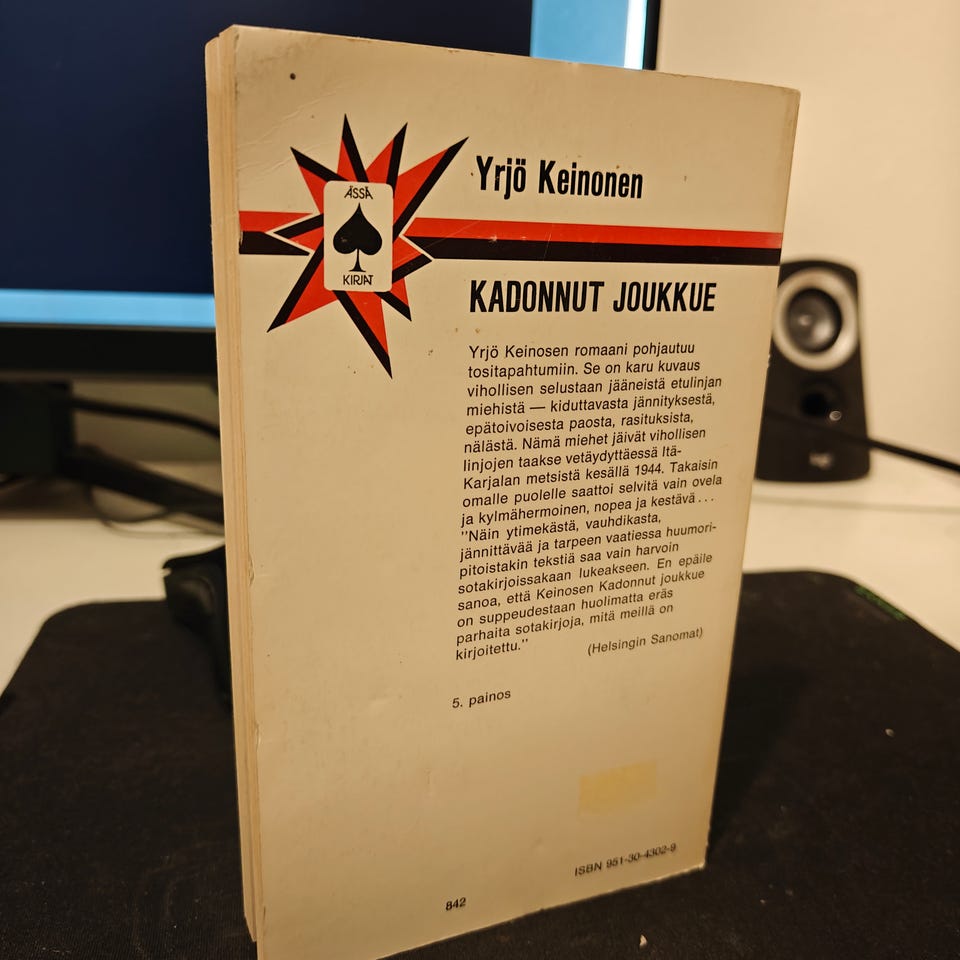 ÄSSÄ
KIRJAT
Yrjö Keinonen
KADONNUT JOUKKUE
Yrjö Keinosen romaani pohjautuu
tositapahtumiin. Se on karu kuvaus
vihollisen selustaan jääneistä etulinjan
miehistä — kiduttavasta jännityksestä,
epätoivoisesta paosta, rasituksista,
nälästä. Nämä miehet jäivät vihollisen
linjojen taakse vetäydyttäessä Itä-
Karjalan metsistä kesällä 1944. Takaisin
omalle puolelle saattoi selvitä vain ovela
ja kylmähermoinen, nopea ja kestävä...
"Näin ytimekästä, vauhdikasta,
jännittävää ja tarpeen vaatiessa huumori-
pitoistakin tekstiä saa vain harvoin
sotakirjoissakaan lukeakseen. En epäile
sanoa, että Keinosen Kadonnut joukkue
on suppeudestaan huolimatta eräs
parhaita sotakirjoja, mitä meillä on
kirjoitettu."
(Helsingin Sanomat)
5. painos
ISBN 951-30-4302-9
842